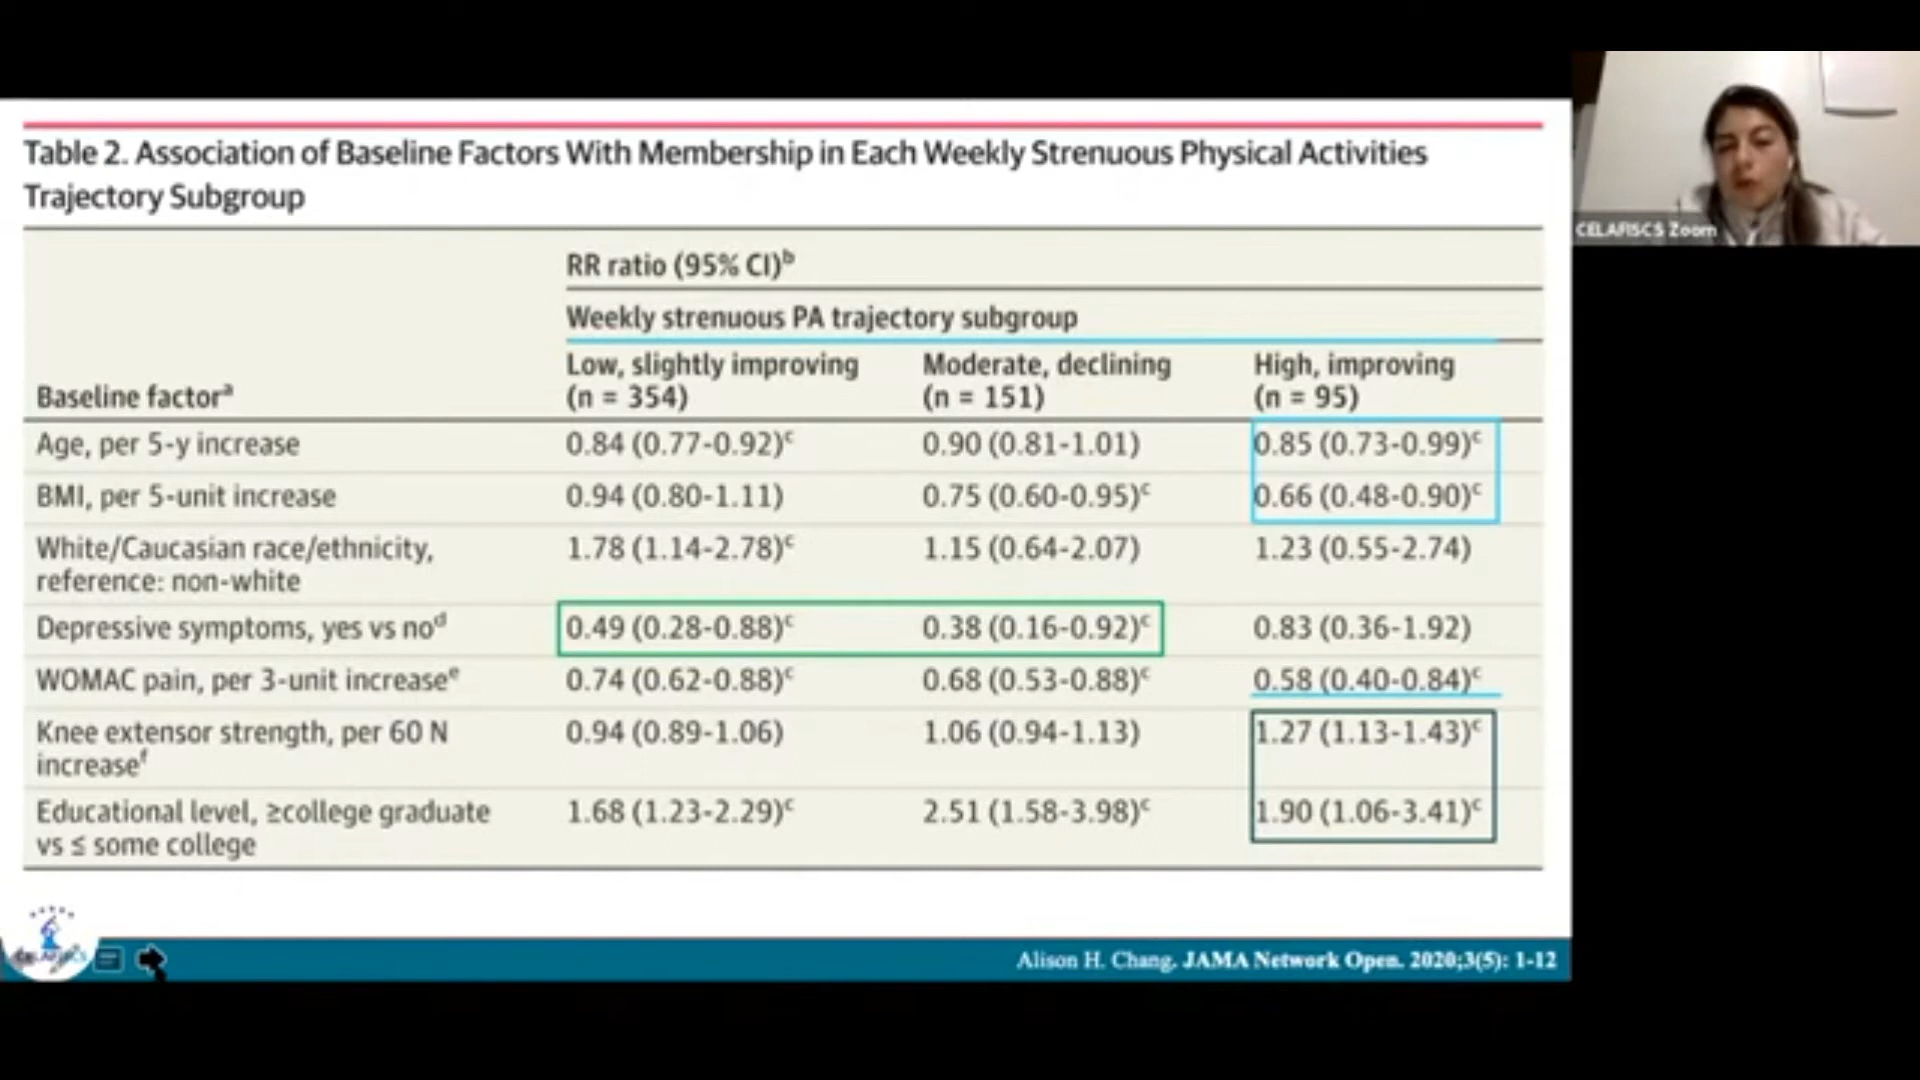 Table 2. Association of Baseline Factors With Membership in Each Weekly Strenuous Physical Activities
Trajectory Subgroup
RR ratio (95% CI)b
Weekly strenuous PA trajectory subgroup
Baseline factora
Low, slightly improving
(n = 354)
Moderate, declining
(n = 151)
High, improving
(n = 95)
Age, per 5-y increase 0.84 (0.77-0.92)c 0.90 (0.81-1.01) 0.85 (0.73-0.99)c
BMI, per 5-unit increase 0.94 (0.80-1.11) 0.75 (0.60-0.95)c 0.66 (0.48-0.90)c
White/Caucasian race/ethnicity, 1.78 (1.14-2.78)c 1.15 (0.64-2.07) 1.23 (0.55-2.74)
reference: non-white
Depressive symptoms, yes vs nod 0.49 (0.28-0.88)c 0.38 (0.16-0.92)c 0.83 (0.36-1.92)
WOMAC pain, per 3-unit increasee 0.74 (0.62-0.88)c 0.68 (0.53-0.88)c 0.58 (0.40-0.84)c
Knee extensor strength, per 60 N 0.94 (0.89-1.06) 1.06 (0.94-1.13) 1.27 (1.13-1.43)c
increasef
Educational level, ≥college graduate 1.68 (1.23-2.29)c 2.51 (1.58-3.98)c 1.90 (1.06-3.41)c
vs ≤ some college
CELAFISCS
Alison H. Chang. JAMA Network Open. 2020;3(5): 1-12
CELAFISCS Zoom